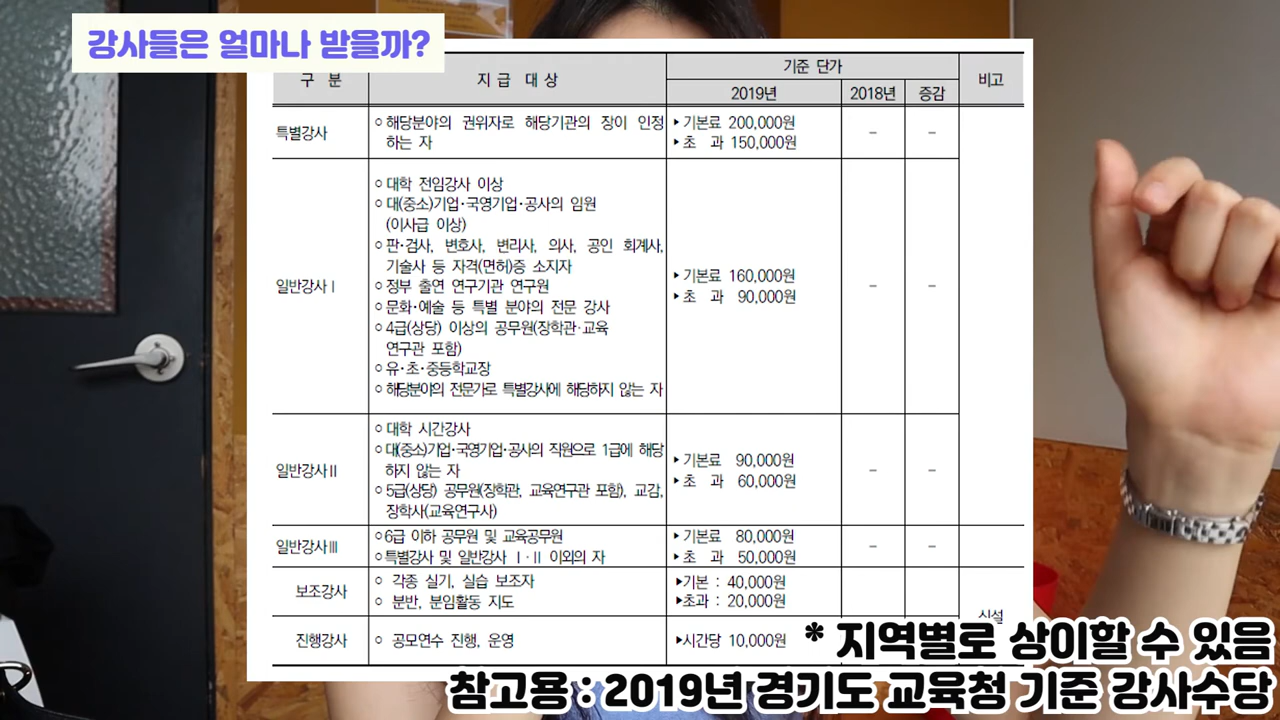 강사들은 얼마나 받을까?
구 분
지 급 대 상
기준 단가
비고
2019년
2018년
증감
특별강사
○ 해당분야의 권위자로 해당기관의 장이 인정
하는 자
▸기본료 200,000원
▸초 과 150,000원
–
–
일반강사Ⅰ
○ 대학 전임강사 이상
○ 대(중소)기업·국영기업·공사의 임원
(이사급 이상)
○ 판·검사, 변호사, 변리사, 의사, 공인 회계사,
기술사 등 자격(면허)증 소지자
○ 정부 출연 연구기관 연구원
○ 문화·예술 등 특별 분야의 전문 강사
○ 4급(상당) 이상의 공무원(장학관·교육
연구관 포함)
○ 유·초·중등학교장
○ 해당분야의 전문가로 특별강사에 해당하지 않는 자
▸기본료 160,000원
▸초 과 90,000원
–
–
일반강사Ⅱ
○ 대학 시간강사
○ 대(중소)기업·국영기업·공사의 직원으로 1급에 해당
하지 않는 자
○ 5급(상당) 공무원(장학관, 교육연구관 포함), 교감,
장학사(교육연구사)
▸기본료 90,000원
▸초 과 60,000원
–
–
일반강사Ⅲ
○ 6급 이하 공무원 및 교육공무원
○ 특별강사 및 일반강사 Ⅰ·Ⅱ 이외의 자
▸기본료 80,000원
▸초 과 50,000원
–
–
보조강사
○ 각종 실기, 실습 보조자
○ 분반, 분임활동 지도
▸기본 : 40,000원
▸초과 : 20,000원
신설
진행강사
○ 공모연수 진행, 운영
▸시간당 10,000원
* 지역별로 상이할 수 있음
참고용 : 2019년 경기도 교육청 기준 강사수당